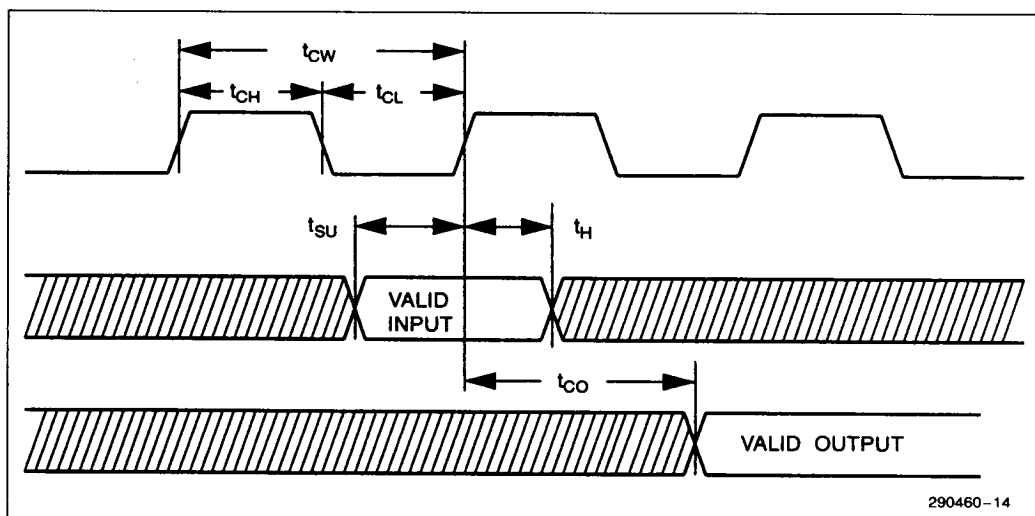 tCW
tCH
tCL
tSU
tH
VALID
INPUT
tCO
VALID OUTPUT
290460-14